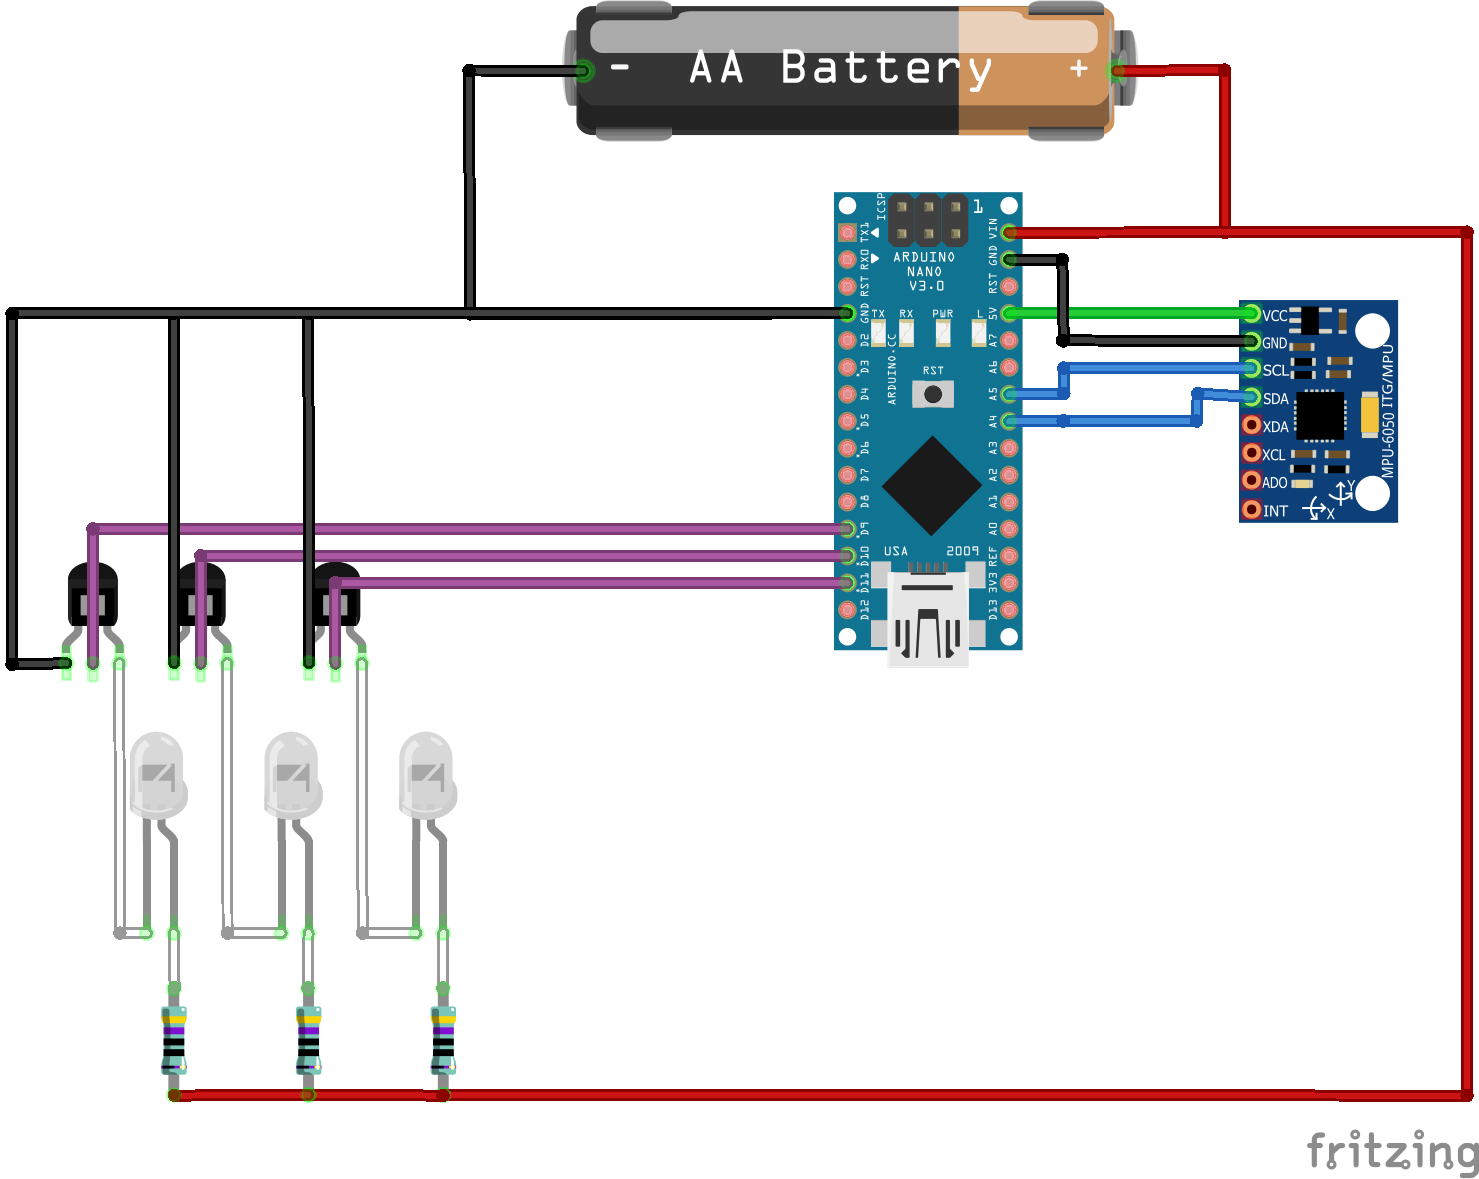 - AA Battery +
ICSP
1
TX1
RX0
RST
GND
D2
D3
D4
D5
D6
D7
D8
D9
D10
D11
D12
ARDUINO
NANO
V3.0
TX RX PWR L
ARDUINO.CC
RST
USA 2009
VIN
GND
RST
5V
A7
A6
A5
A4
A3
A2
A1
A0
REF
3V3
D13
VCC
GND
SCL
SDA
XDA
XCL
ADO
INT
MPU-6050 ITG/MPU
Y
X
fritzing